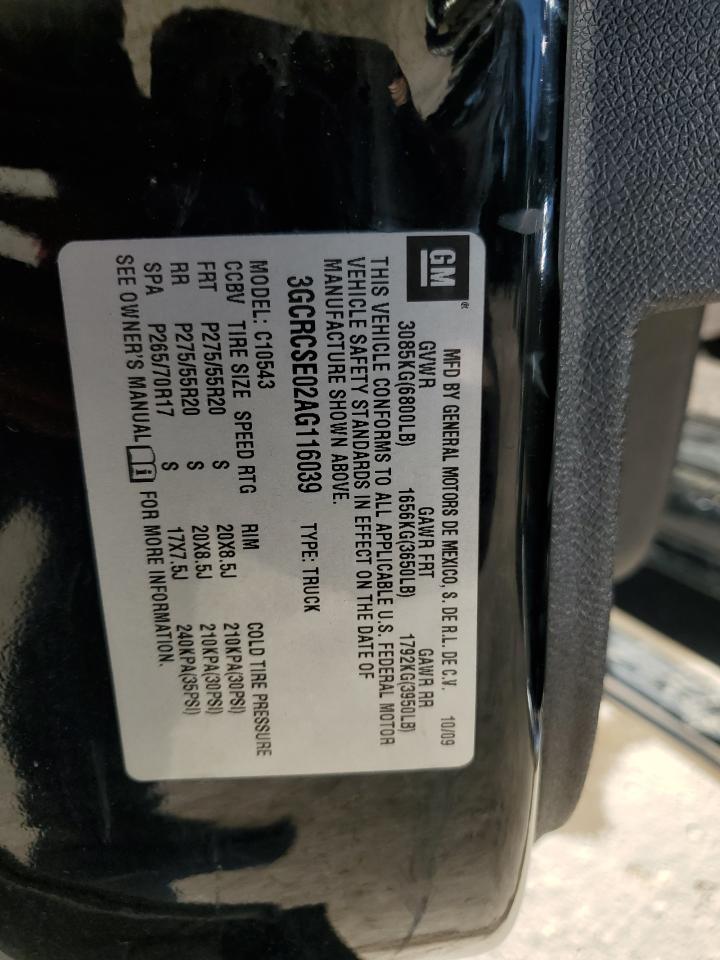 GM
MFD BY GENERAL MOTORS DE MEXICO, S. DE R.L. DE C.V. 10/09
GVWR GAWR FRT GAWR RR
3085KG(6800LB) 1656KG(3650LB) 1792KG(3950LB)
THIS VEHICLE CONFORMS TO ALL APPLICABLE U.S. FEDERAL MOTOR
VEHICLE SAFETY STANDARDS IN EFFECT ON THE DATE OF
MANUFACTURE SHOWN ABOVE.
3GCRCSE02AG116039 TYPE: TRUCK
MODEL: C10543
CCBV TIRE SIZE SPEED RTG RIM COLD TIRE PRESSURE
FRT P275/55R20 S 20X8.5J 210KPA(30PSI)
RR P275/55R20 S 20X8.5J 210KPA(30PSI)
SPA P265/70R17 S 17X7.5J 240KPA(35PSI)
SEE OWNER'S MANUAL FOR MORE INFORMATION.